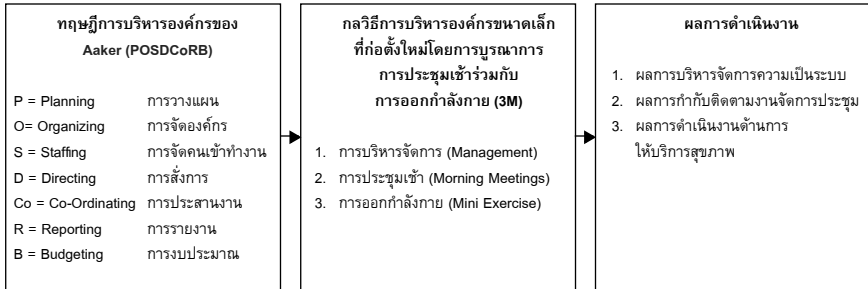 ทฤษฎีการบริหารองค์กรของ
Aaker (POSDCoRB)
P = Planning การวางแผน
O= Organizing การจัดองค์กร
S = Staffing การจัดคนเข้าทำงาน
D = Directing การสั่งการ
Co = Co-Ordinating การประสานงาน
R = Reporting การรายงาน
B = Budgeting การงบประมาณ
กลวิธีการบริหารองค์กรขนาดเล็ก
ที่ก่อตั้งใหม่โดยการบูรณาการ
การประชุมเช้าร่วมกับ
การออกกำลังกาย (3M)
1. การบริหารจัดการ (Management)
2. การประชุมเช้า (Morning Meetings)
3. การออกกำลังกาย (Mini Exercise)
ผลการดำเนินงาน
1. ผลการบริหารจัดการความเป็นระบบ
2. ผลการกำกับติดตามงานจัดการประชุม
3. ผลการดำเนินงานด้านการ
ให้บริการสุขภาพ